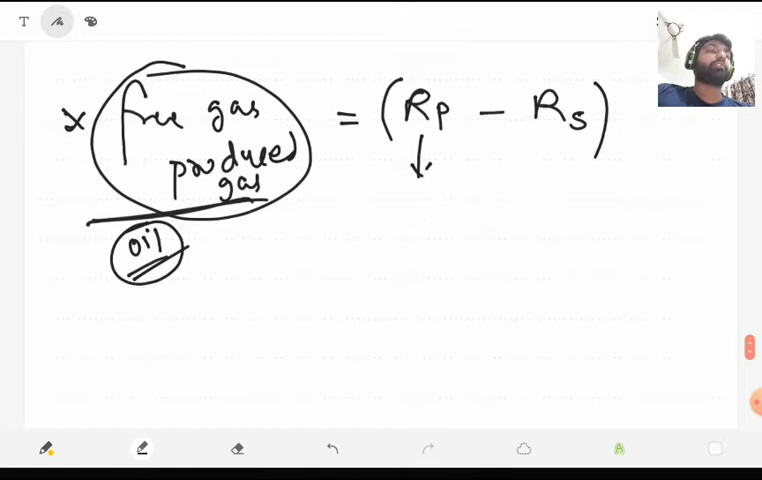 T
x free gas = (Rp - Rs)
produced
gas
oil
A